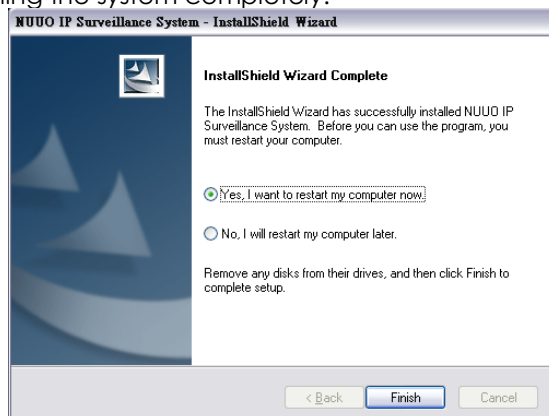 the system completely.
NUUO IP Surveillance System - InstallShield Wizard
InstallShield Wizard Complete
The InstallShield Wizard has successfully installed NUUO IP
Surveillance System. Before you can use the program, you
must restart your computer.
Yes, I want to restart my computer now.
No, I will restart my computer later.
Remove any disks from their drives, and then click Finish to
complete setup.
< Back
Finish
Cancel